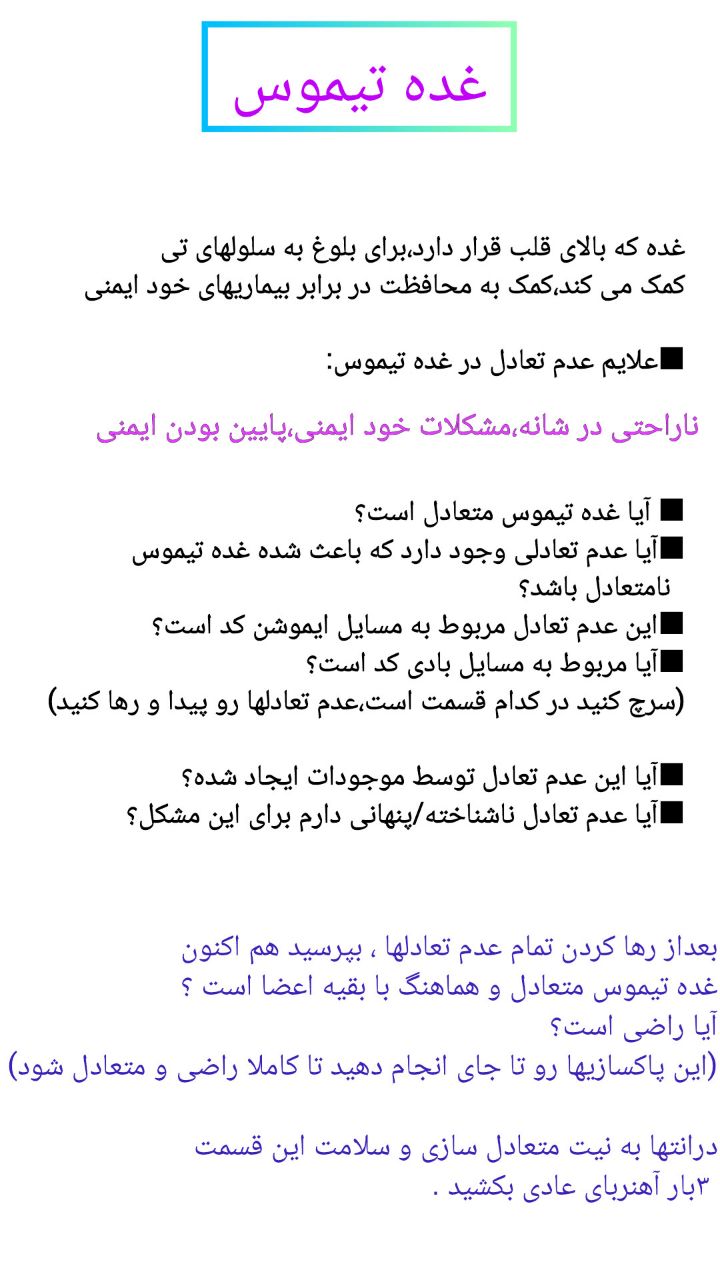 غده تیموس
غده که بالای قلب قرار دارد،برای بلوغ به سلولهای تی
کمک می کند،کمک به محافظت در برابر بیماریهای خود ایمنی
■علایم عدم تعادل در غده تیموس:
ناراحتی در شانه،مشکلات خود ایمنی،پایین بودن ایمنی
■ آیا غده تیموس متعادل است؟
■آیا عدم تعادلی وجود دارد که باعث شده غده تیموس
نامتعادل باشد؟
■این عدم تعادل مربوط به مسایل ایموشن کد است؟
■آیا مربوط به مسایل بادی کد است؟
(سرچ کنید در کدام قسمت است،عدم تعادلها رو پیدا و رها کنید)
■آیا این عدم تعادل توسط موجودات ایجاد شده؟
■آیا عدم تعادل ناشناخته/پنهانی دارم برای این مشکل؟
بعداز رها کردن تمام عدم تعادلها ، بپرسید هم اکنون
غده تیموس متعادل و هماهنگ با بقیه اعضا است ؟
آیا راضی است؟
(این پاکسازیها رو تا جای انجام دهید تا کاملا راضی و متعادل شود)
درانتها به نیت متعادل سازی و سلامت این قسمت
۳بار آهنربای عادی بکشید .